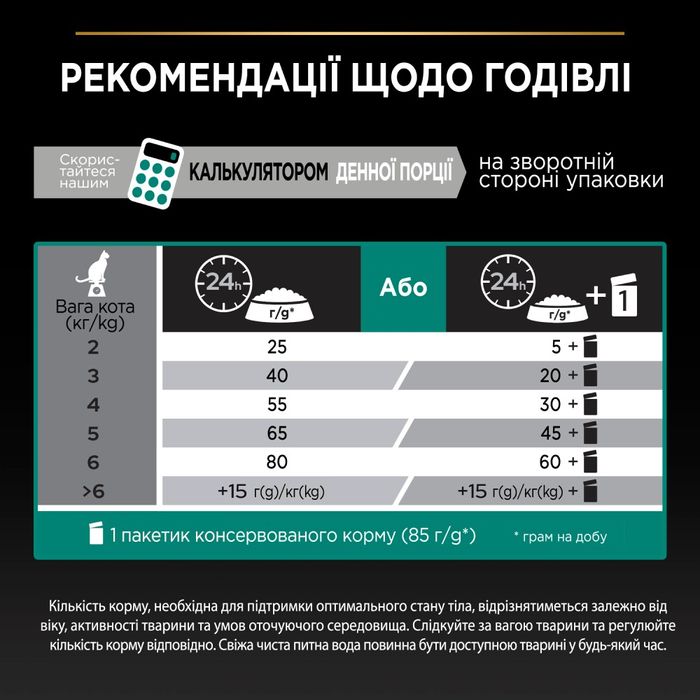 РЕКОМЕНДАЦІЇ ЩОДО ГОДІВЛІ
Скорис-
тайтеся
нашим
КАЛЬКУЛЯТОРОМ ДЕННОЇ ПОРЦІЇ
на зворотній
стороні упаковки
Вага кота
(кг/kg)
24h
г/g*
Або
24h
г/g*
+1
2 25 5 +
3 40 20 +
4 55 30 +
5 65 45 +
6 80 60 +
>6 +15 г(g)/кг(kg) +15 г(g)/кг(kg) +
1 пакетик консервованого корму (85 г/g*) * грам на добу
Кількість корму, необхідна для підтримки оптимального стану тіла, відрізнятиметься залежно від
віку, активності тварини та умов оточуючого середовища. Слідкуйте за вагою тварини та регулюйте
кількість корму відповідно. Свіжа чиста питна вода повинна бути доступною тварині у будь-який час.